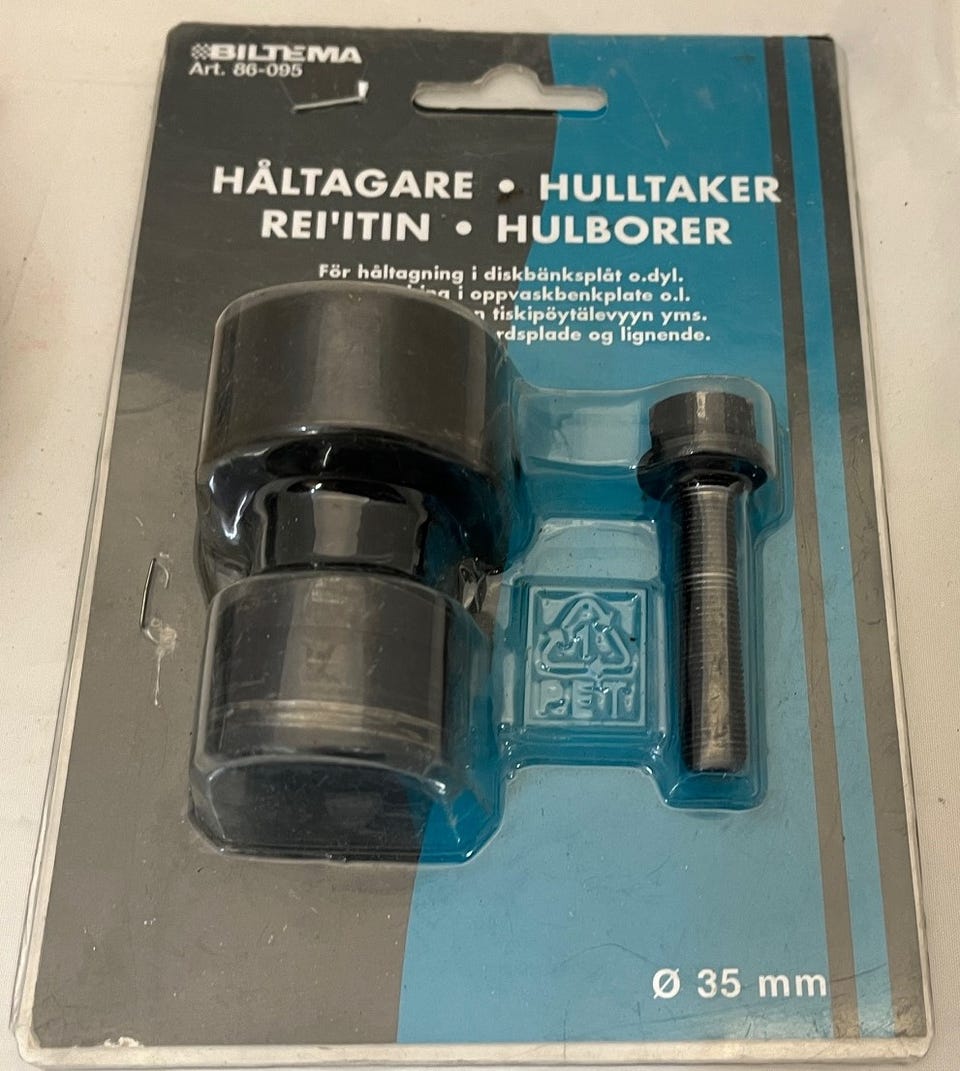 BILTEMA
Art. 86-095
HÅLTAGARE • HULLTAKER
REI'ITIN • HULBORER
För håltagning i diskbänksplåt o.dyl.
i oppvaskbenkplate o.l.
tiskipöytälevyyn yms.
og lignende.
1
PET
Ø 35 mm